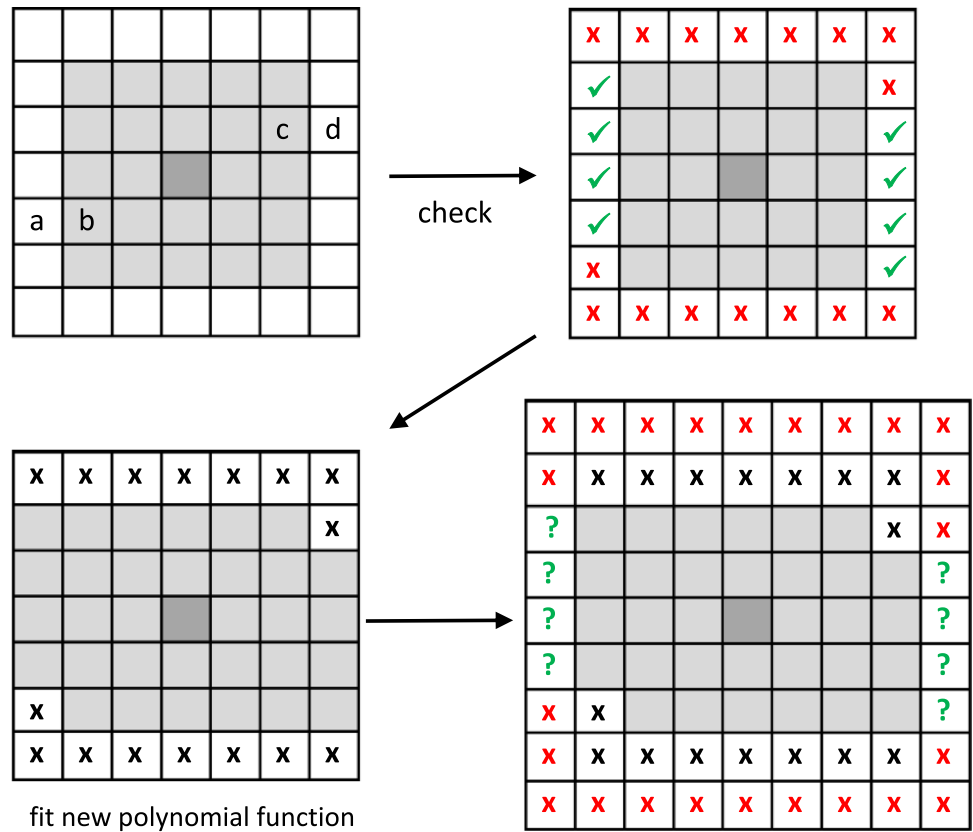 c d
a b
check
x x x x x x x
✓ x
✓ ✓
✓ ✓
✓ ✓
x ✓
x x x x x x x
x x x x x x x
x
x
x x x x x x x
fit new polynomial function
x x x x x x x x x
x x x x x x x x x
? x x
? ?
? ?
? ?
x x ?
x x x x x x x x x
x x x x x x x x x